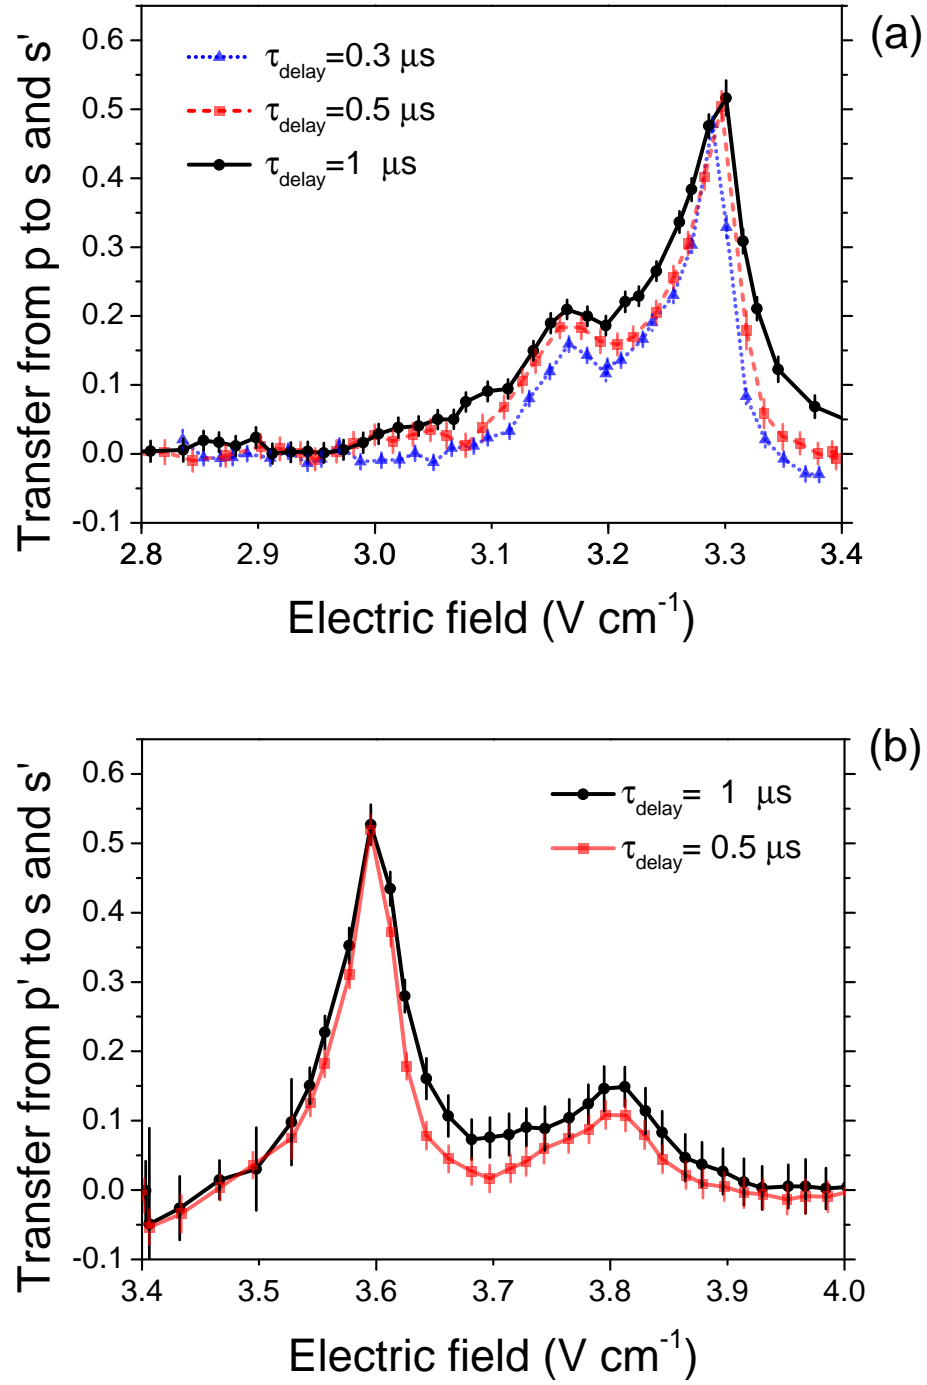 (a)
Transfer from p to s and s'
0.6
0.5
0.4
0.3
0.2
0.1
0.0
-0.1
τdelay=0.3 μs
τdelay=0.5 μs
τdelay=1 μs
2.8 2.9 3.0 3.1 3.2 3.3 3.4
Electric field (V cm-1)
(b)
Transfer from p' to s and s'
0.6
0.5
0.4
0.3
0.2
0.1
0.0
-0.1
τdelay= 1 μs
τdelay= 0.5 μs
3.4 3.5 3.6 3.7 3.8 3.9 4.0
Electric field (V cm-1)